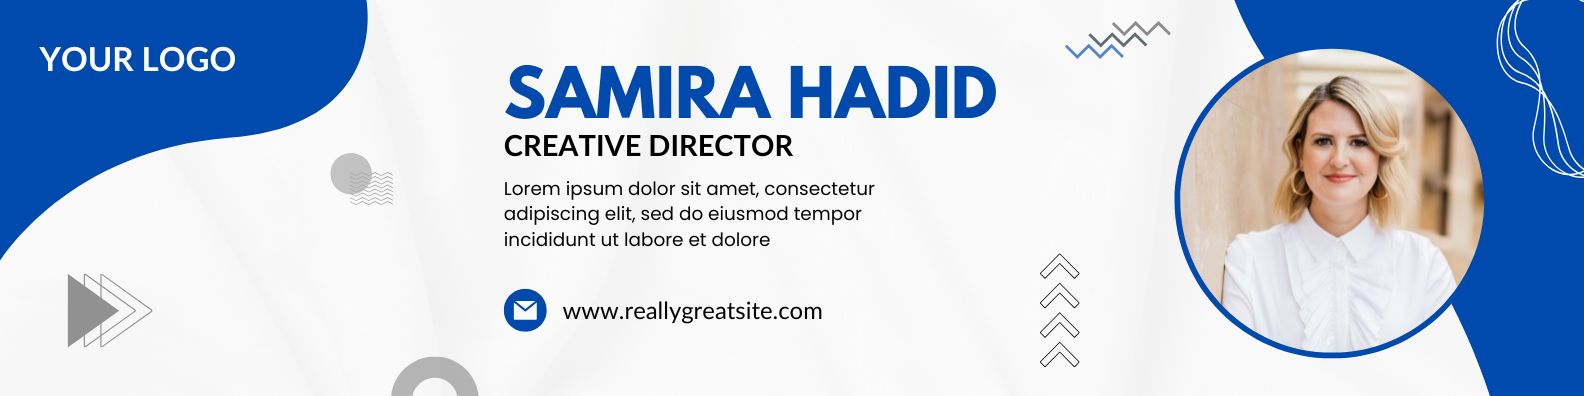 YOUR LOGO
SAMIRA HADID
CREATIVE DIRECTOR
Lorem ipsum dolor sit amet, consectetur
adipiscing elit, sed do eiusmod tempor
incididunt ut labore et dolore
www.reallygreatsite.com